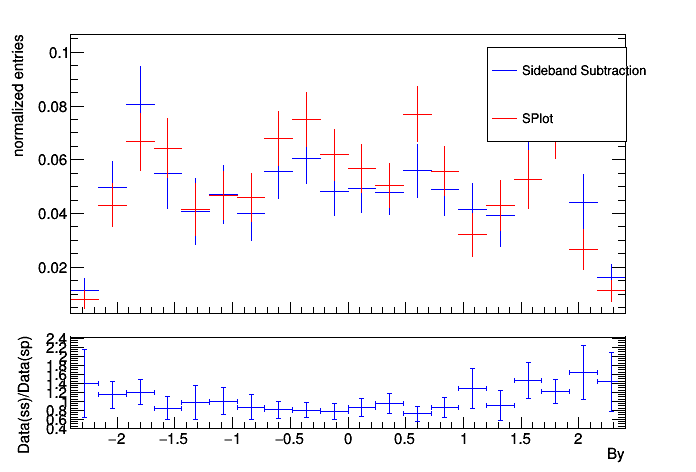 normalized entries
0.1
0.08
0.06
0.04
0.02
Sideband Subtraction
SPlot
Data(ss)/Data(sp)
2.4
2.2
2
1.8
1.6
1.4
1.2
1
0.8
0.6
0.4
−2 −1.5 −1 −0.5 0 0.5 1 1.5 2
By